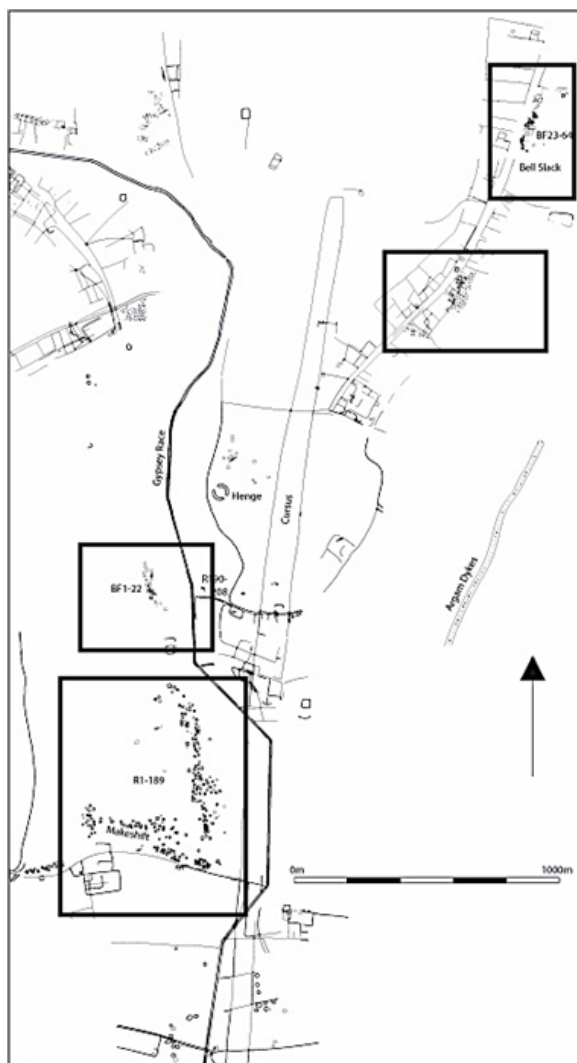 BF23-64
Bell Slack
a
Gypsey Race
Henge
Cursus
Argam Dykes
BF1-22
R1-189
Makeshift
0m
1000m